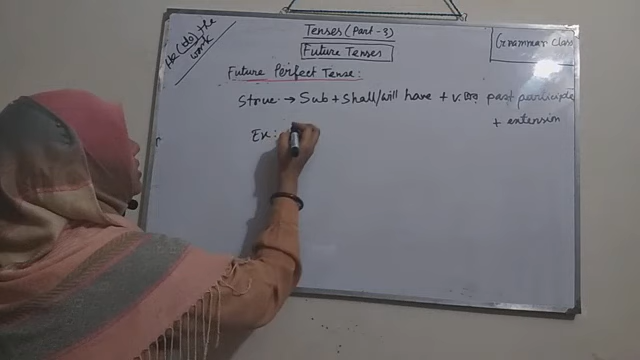 Tenses (Part-3)
Future Tenses
Grammar Class
He (do) the
work
Future Perfect Tense:
Struc → Sub + Shall/will have + v. past participle
+ extension
Ex: